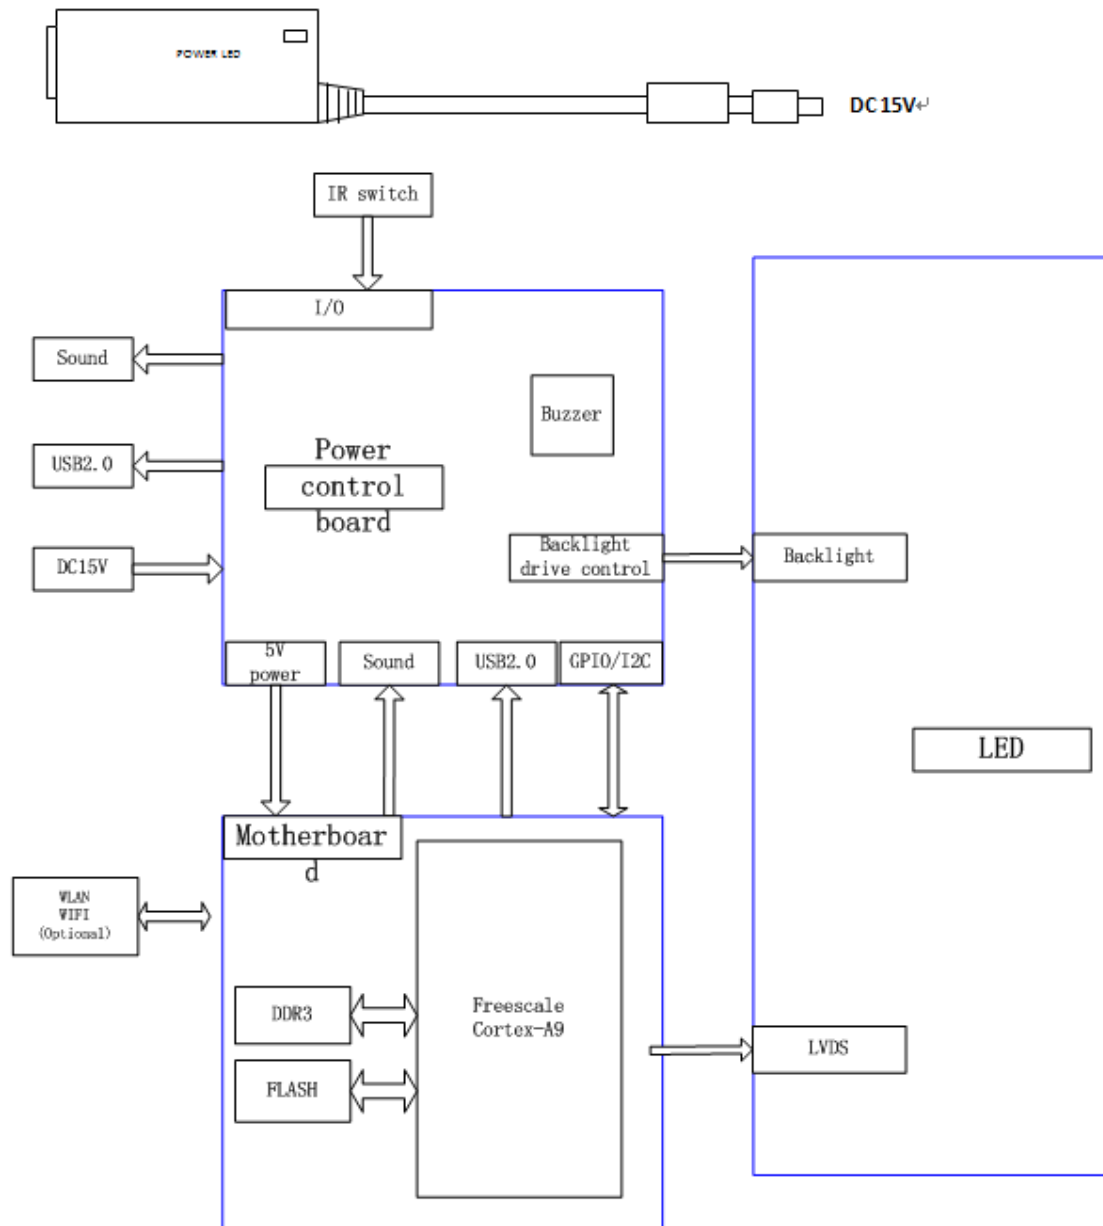 POWER LED
DC15V↵
IR switch
I/O
Sound
Buzzer
USB2.0
Power
control
board
DC15V
Backlight
drive control
Backlight
5V
power
Sound
USB2.0
GPIO/I2C
LED
Motherboar
d
WLAN
WIFI
(Optional)
DDR3
Freescale
Cortex-A9
FLASH
LVDS